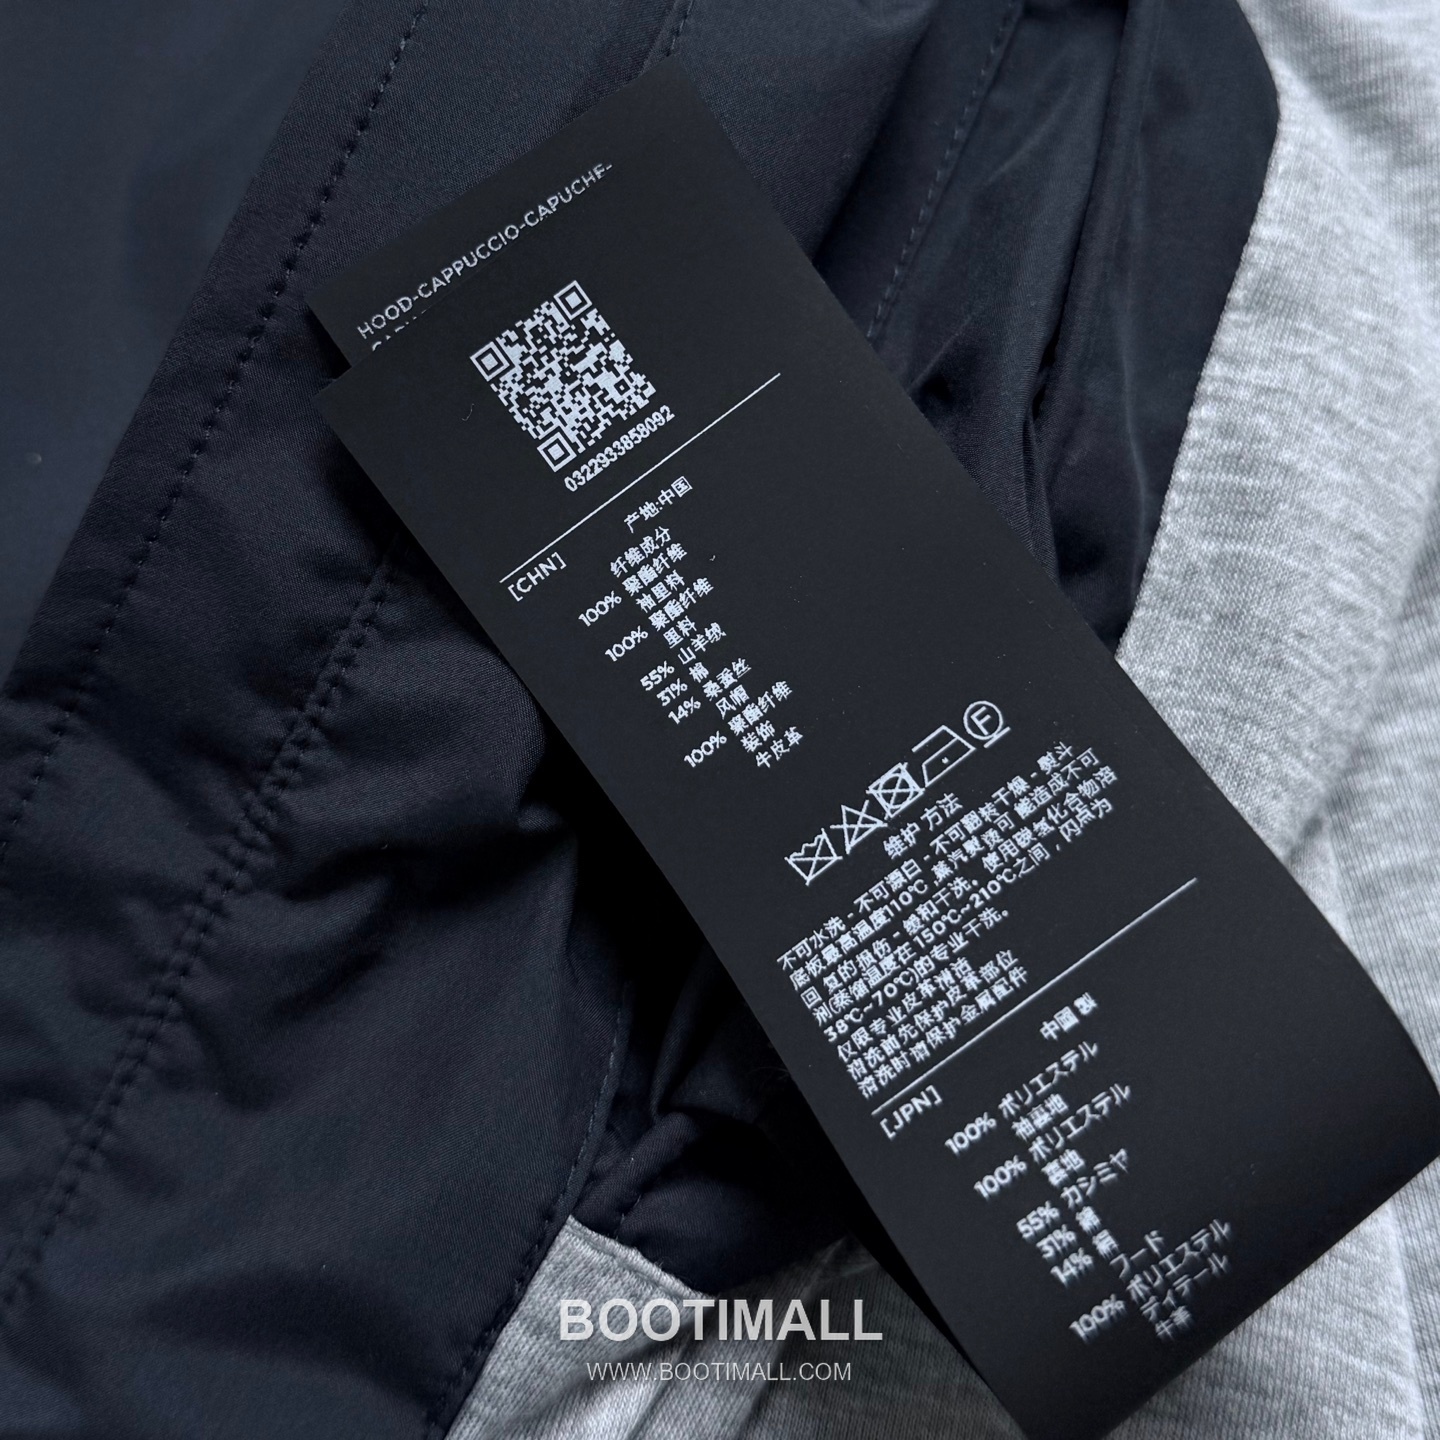 HOOD-CAPPUCCIO-CAPUCHE-
0322933858092
[CHN]
产地:中国
纤维成分
100% 聚酯纤维
袖里料
100% 聚酯纤维
里料
55% 山羊绒
31% 棉
14% 桑蚕丝
风帽
100% 聚酯纤维
装饰
牛皮革
F
维护方法
不可水洗 - 不可漂白 - 不可翻转干燥 - 熨斗
底板最高温度110℃,蒸汽熨烫可 能造成不可
回 复的损伤 - 缓和干洗。使用碳氢化合物溶
剂(蒸馏温度在 150℃~210℃之间,闪点为
38℃~70℃)的专业干洗。
仅限专业皮革清洁
清洗前先保护皮革部位
清洗时请保护金属配件
[JPN]
中國 製
100% ポリエステル
袖裏地
100% ポリエステル
裏地
55% カシミヤ
31% 綿
14% 絹
フード
100% ポリエステル
ディテール
牛革
BOOTIMALL
WWW.BOOTIMALL.COM